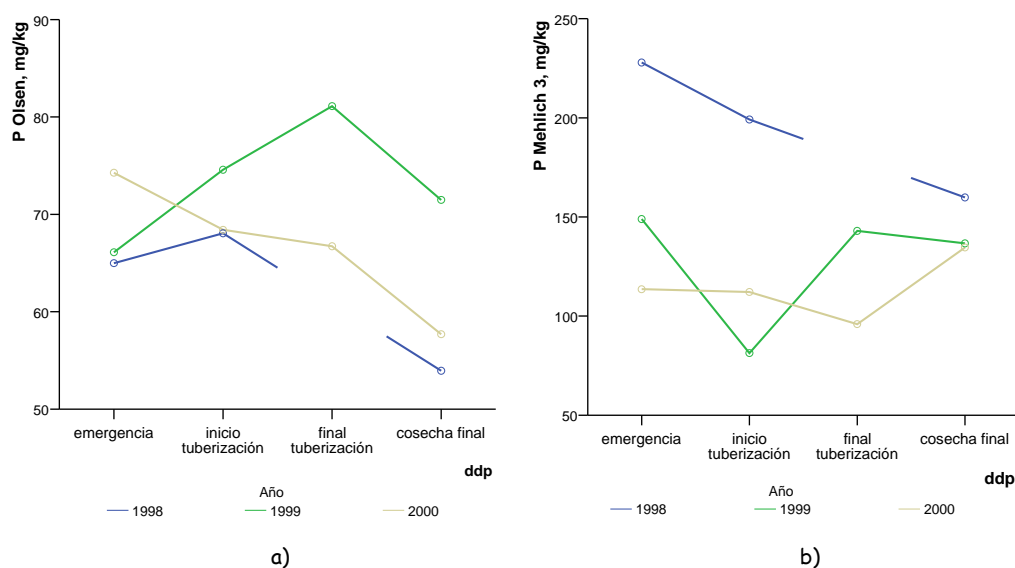 P Olsen, mg/kg
90
80
70
60
50
emergencia
inicio
tuberización
final
tuberización
cosecha final
ddp
Año
1998
1999
2000
a)
P Mehlich 3, mg/kg
250
200
150
100
50
emergencia
inicio
tuberización
final
tuberización
cosecha final
ddp
Año
1998
1999
2000
b)